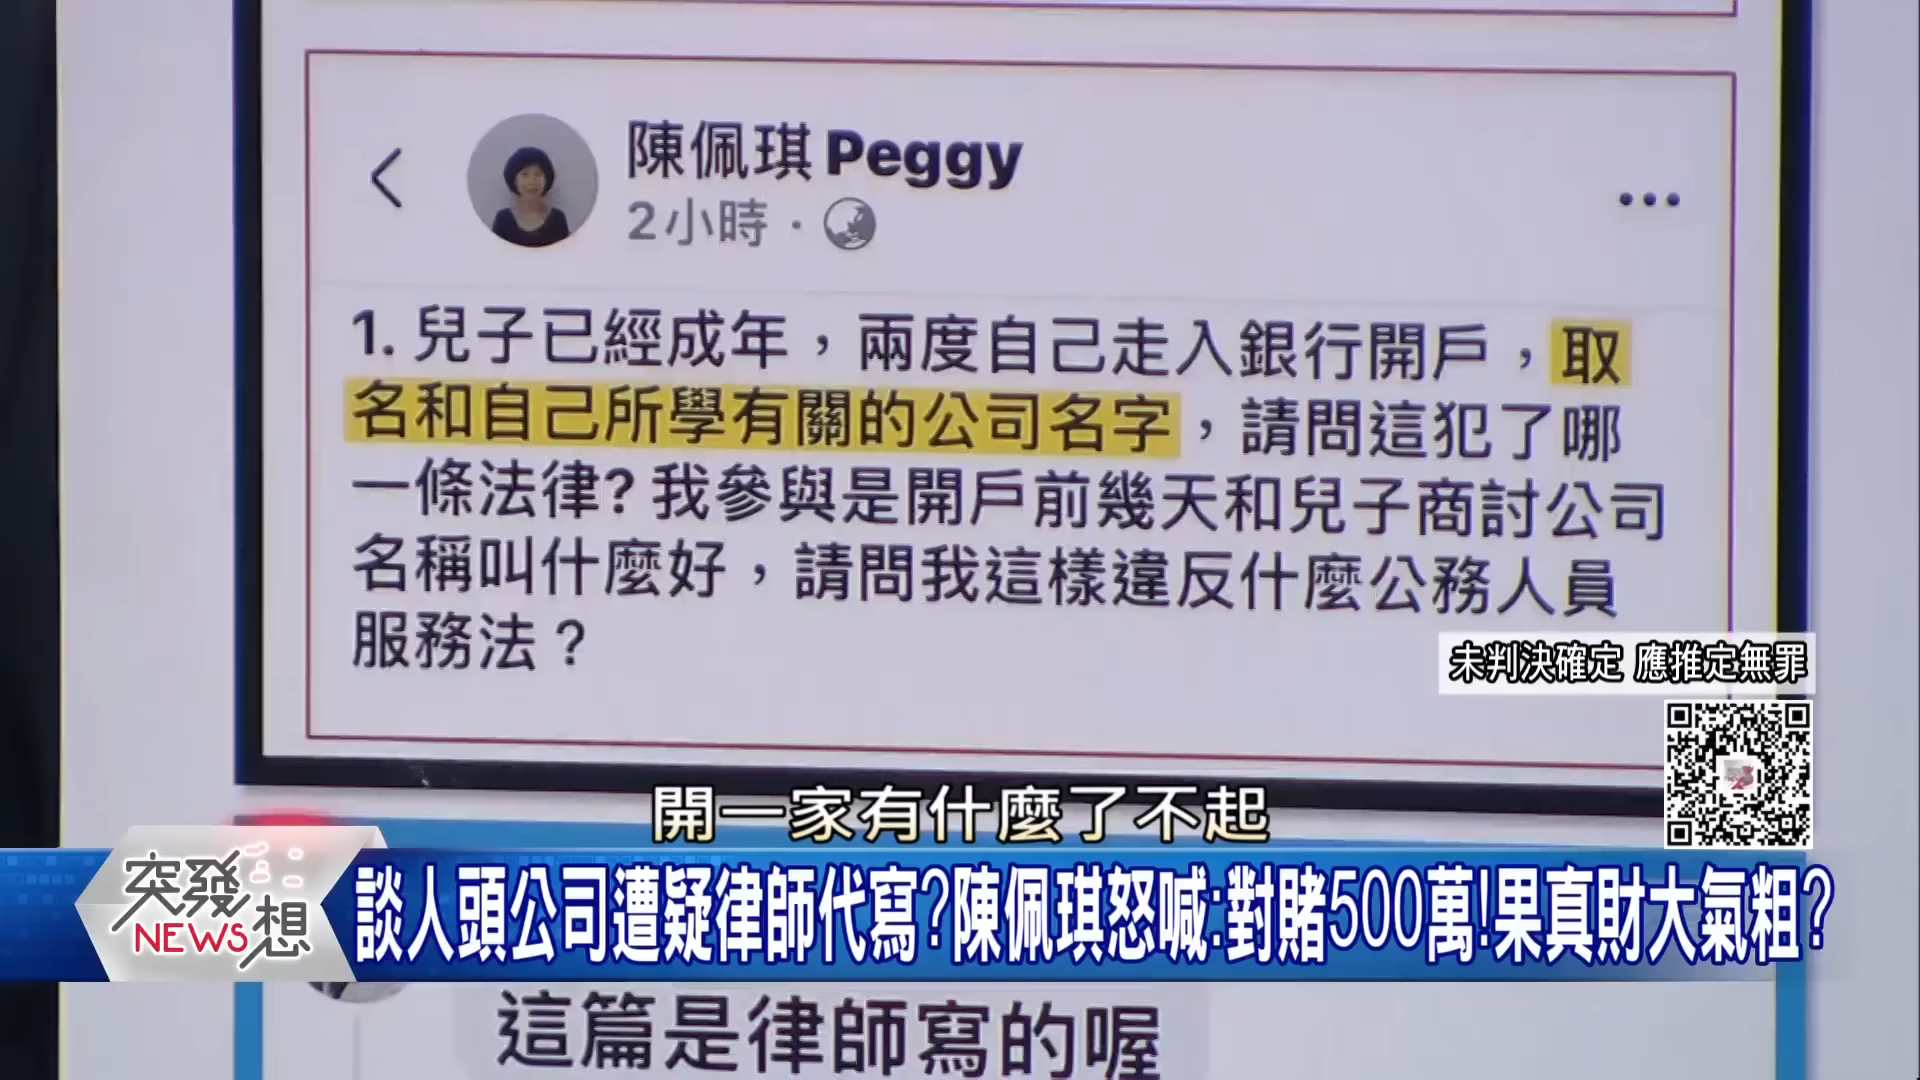 陳佩琪 Peggy
2小時 ·
1. 兒子已經成年，兩度自己走入銀行開戶，取
名和自己所學有關的公司名字，請問這犯了哪
一條法律? 我參與是開戶前幾天和兒子商討公司
名稱叫什麼好，請問我這樣違反什麼公務人員
服務法？
未判決確定 應推定無罪
開一家有什麼了不起
突發想
NEWS
談人頭公司遭疑律師代寫?陳佩琪怒喊:對賭500萬!果真財大氣粗?
這篇是律師寫的喔